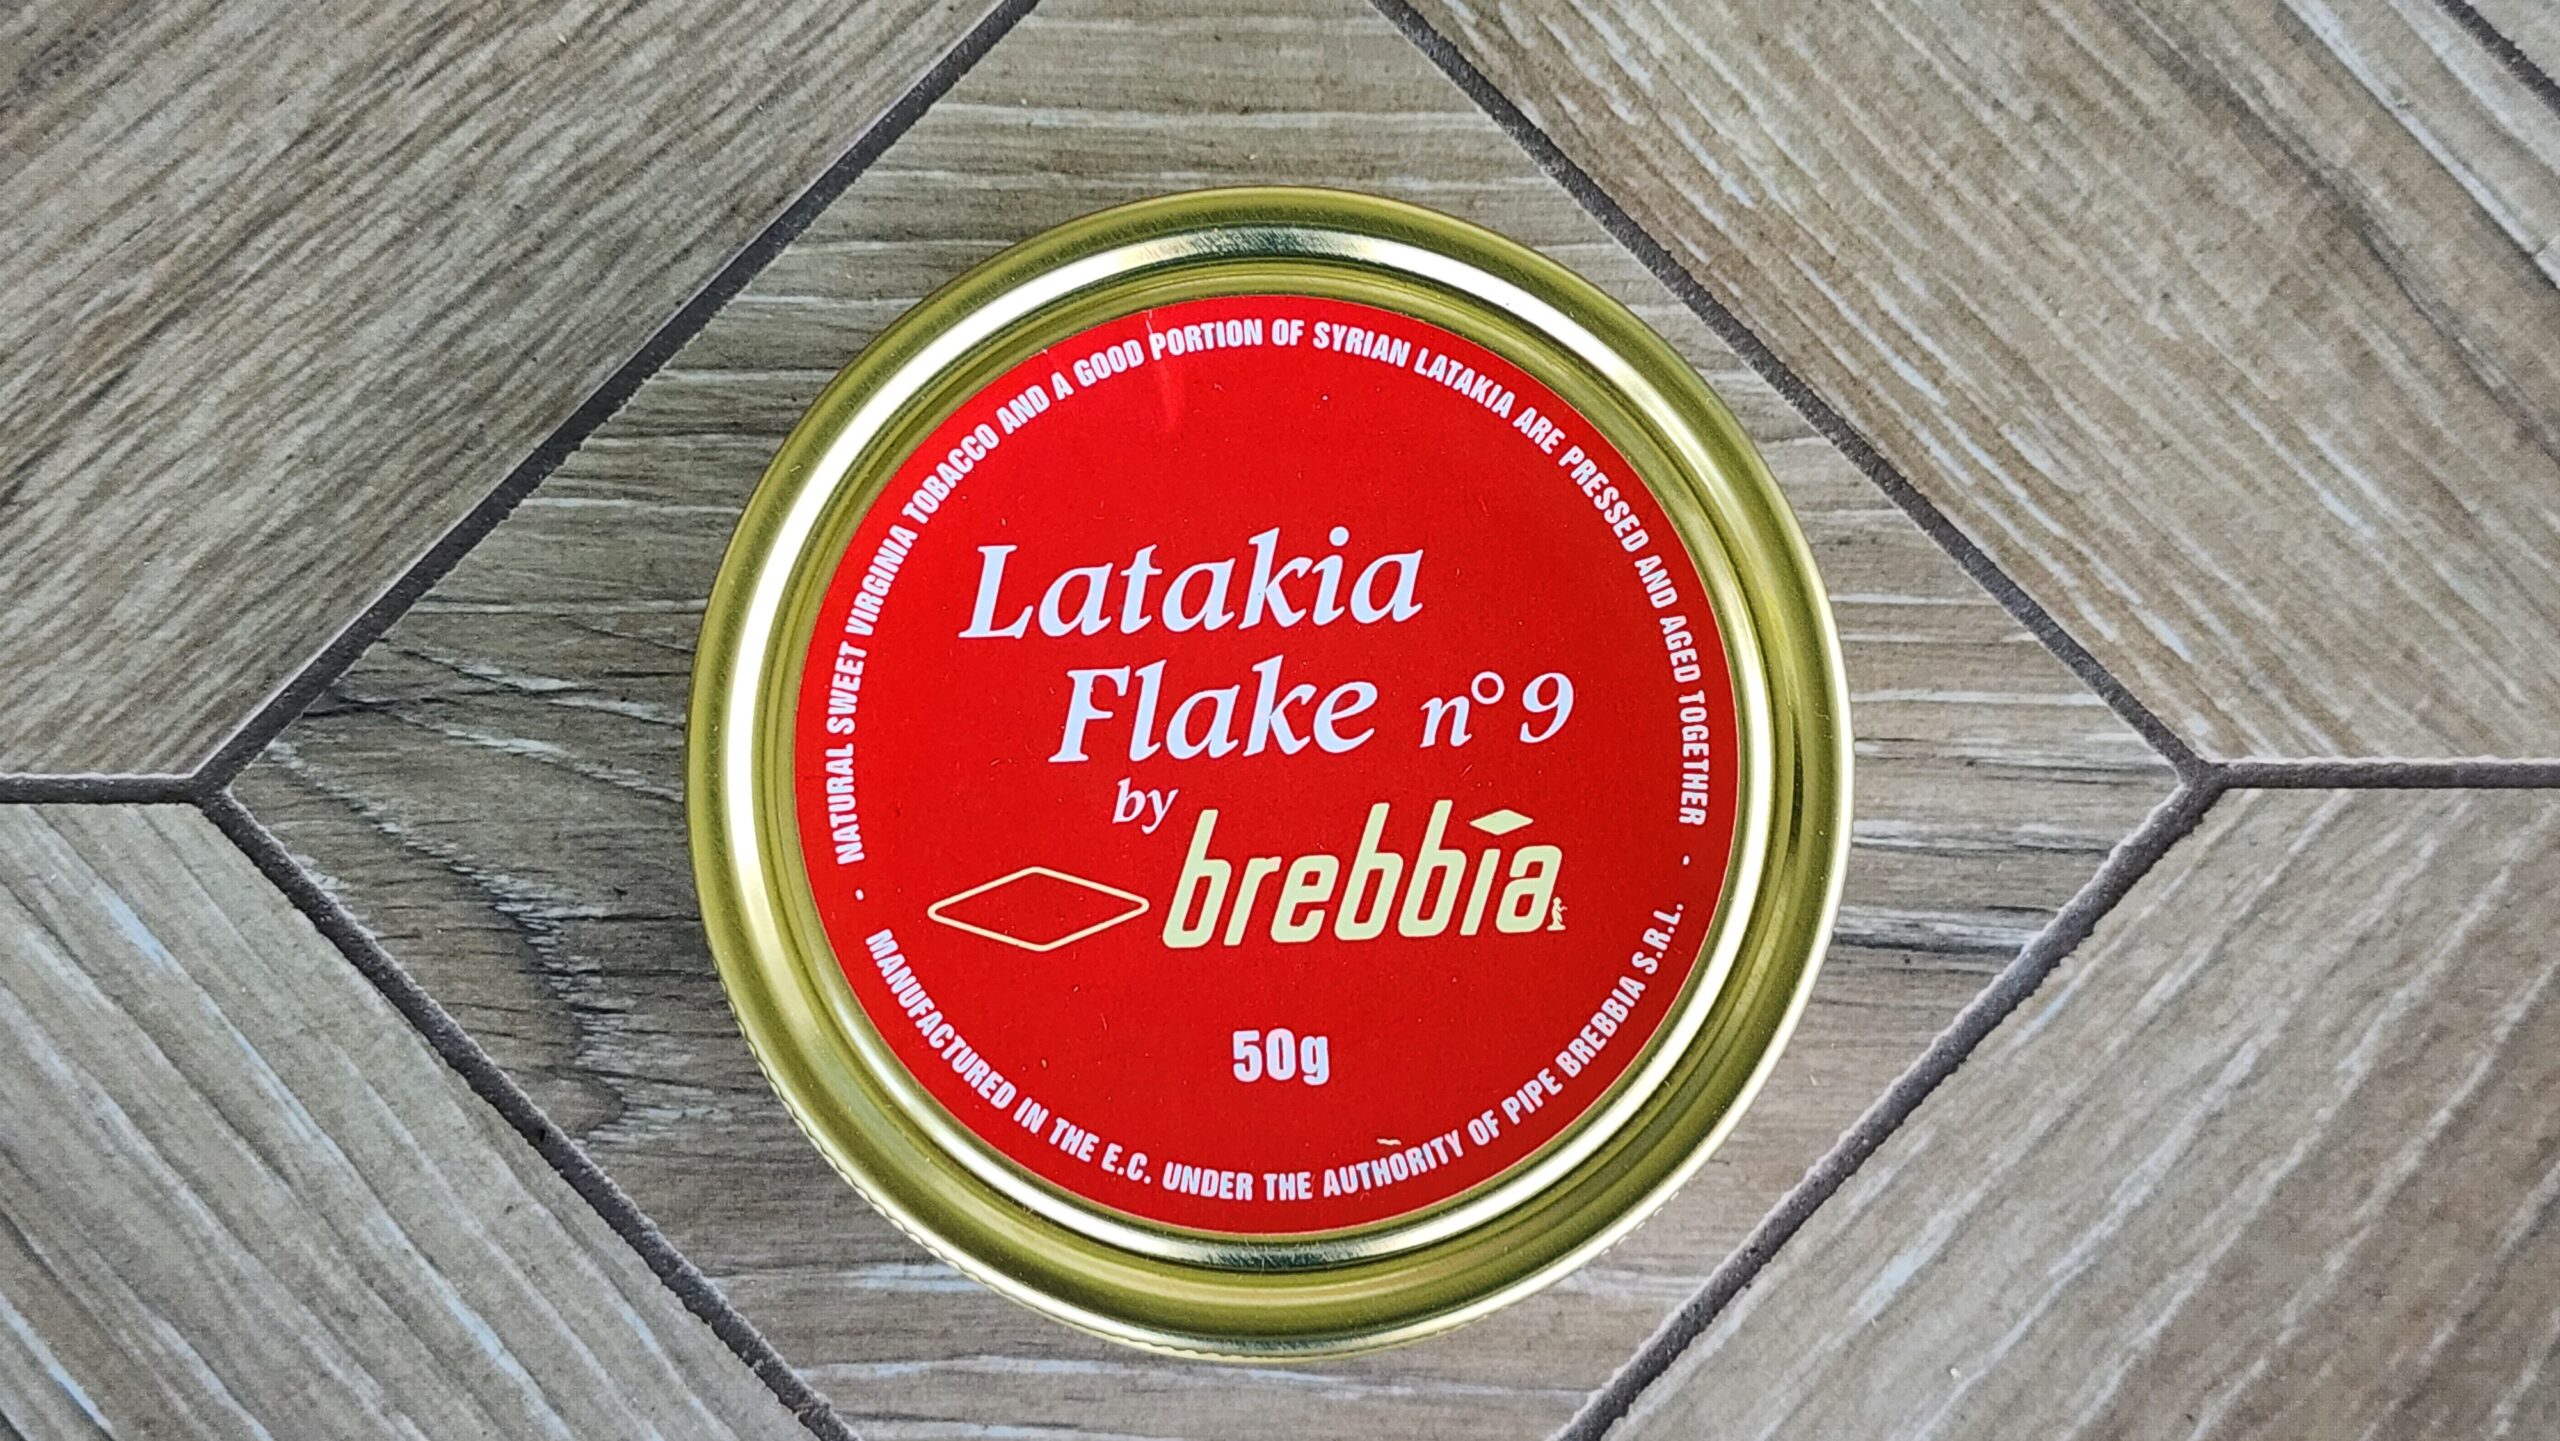 NATURAL SWEET VIRGINIA TOBACCO AND A GOOD PORTION OF SYRIAN LATAKIA ARE PRESSED AND AGED TOGETHER
Latakia
Flake n° 9
by
brebbia
50g
MANUFACTURED IN THE E.C. UNDER THE AUTHORITY OF PIPE BREBBIA S.R.L.